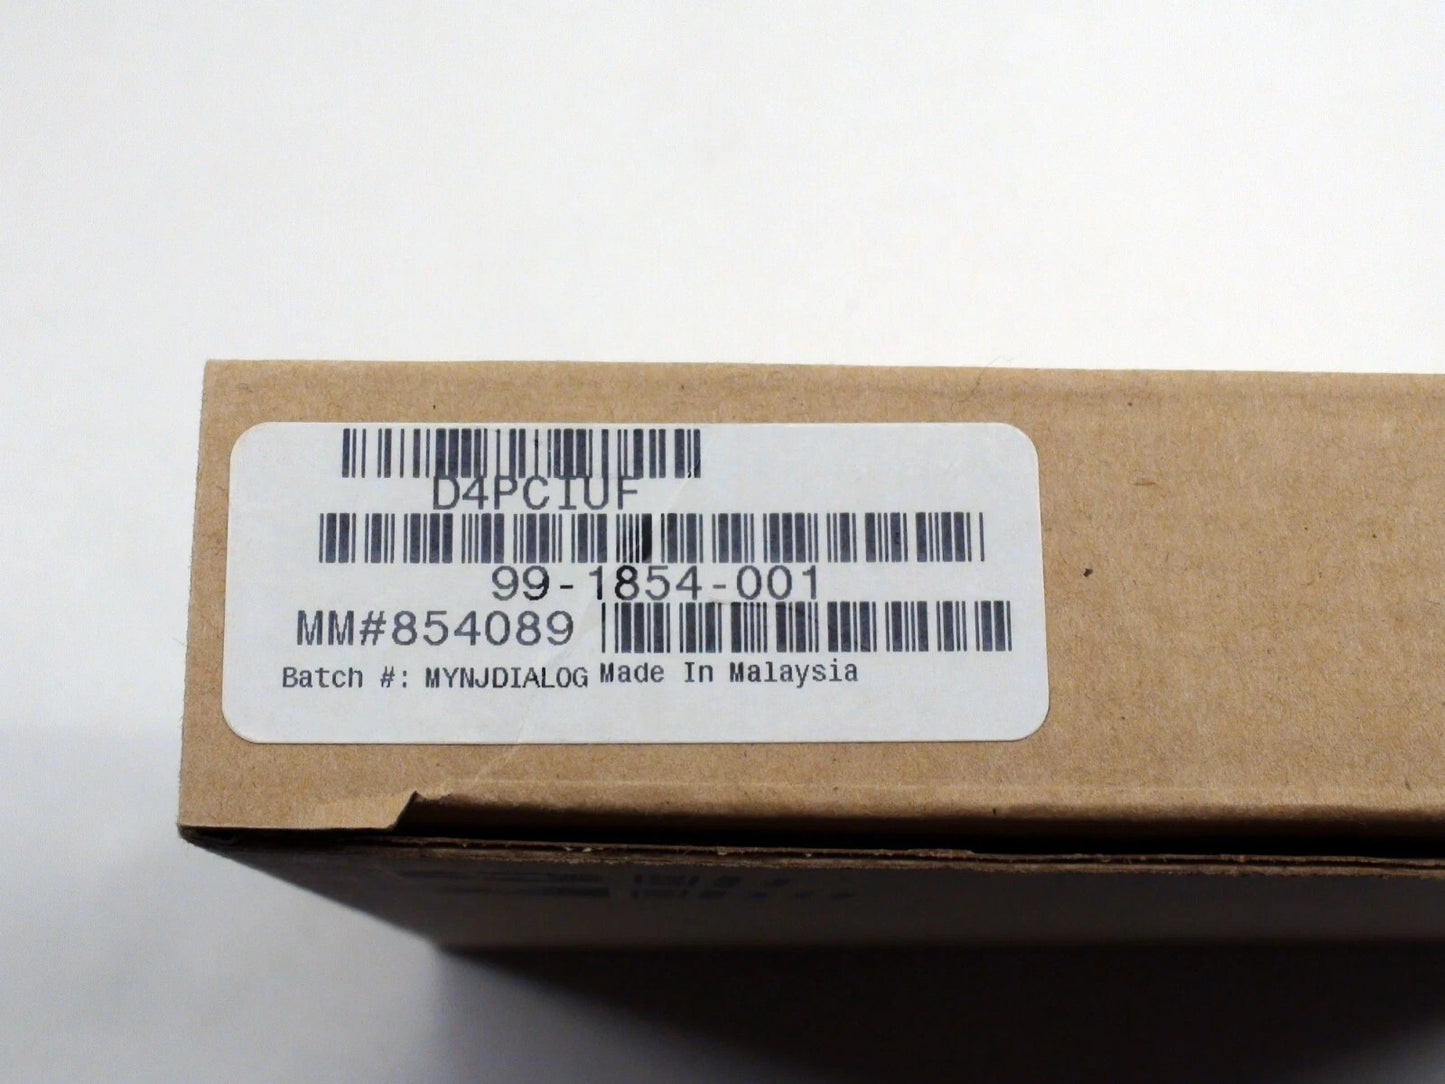 D4PCIUF
99-1854-001
MM#854089
Batch #: MYNJDIALOG Made In Malaysia